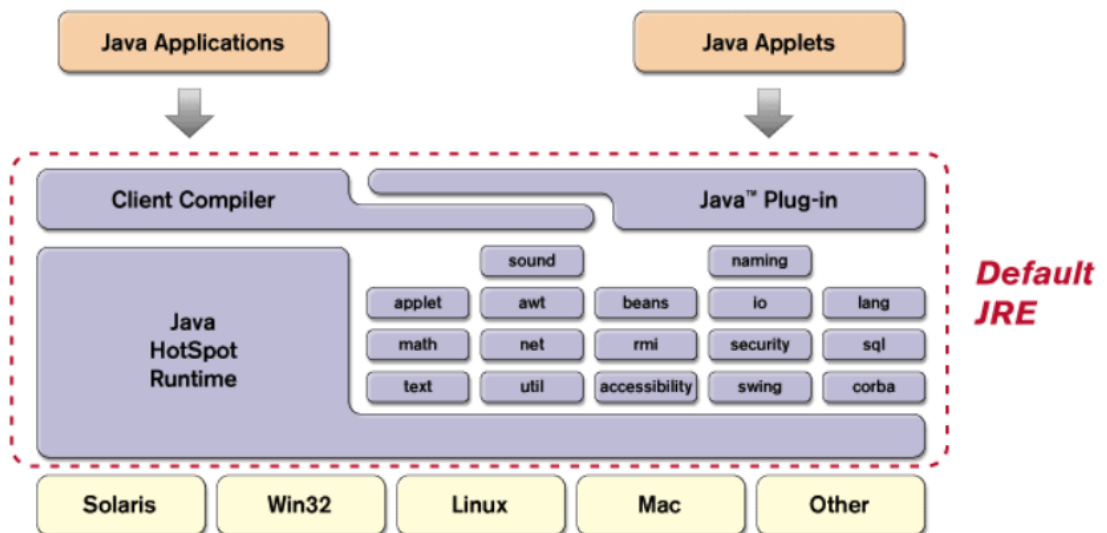 Java Applications
Java Applets
Client Compiler
Java™ Plug-in
sound
naming
applet
awt
beans
io
lang
Java
HotSpot
Runtime
math
net
rmi
security
sql
text
util
accessibility
swing
corba
Default
JRE
Solaris
Win32
Linux
Mac
Other